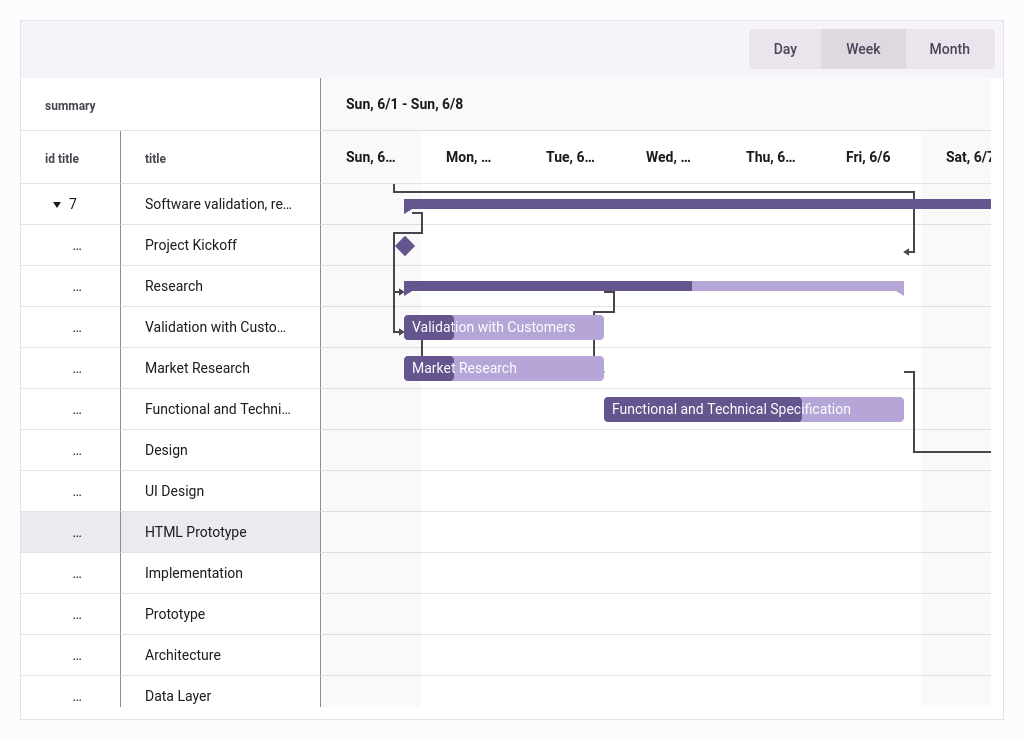 Day Week Month
summary
Sun, 6/1 - Sun, 6/8
id title title
Sun, 6… Mon, … Tue, 6… Wed, … Thu, 6… Fri, 6/6 Sat, 6/7
7 Software validation, re…
… Project Kickoff
… Research
… Validation with Custo… Validation with Customers
… Market Research Market Research
… Functional and Techni… Functional and Technical Specification
… Design
… UI Design
… HTML Prototype
… Implementation
… Prototype
… Architecture
… Data Layer